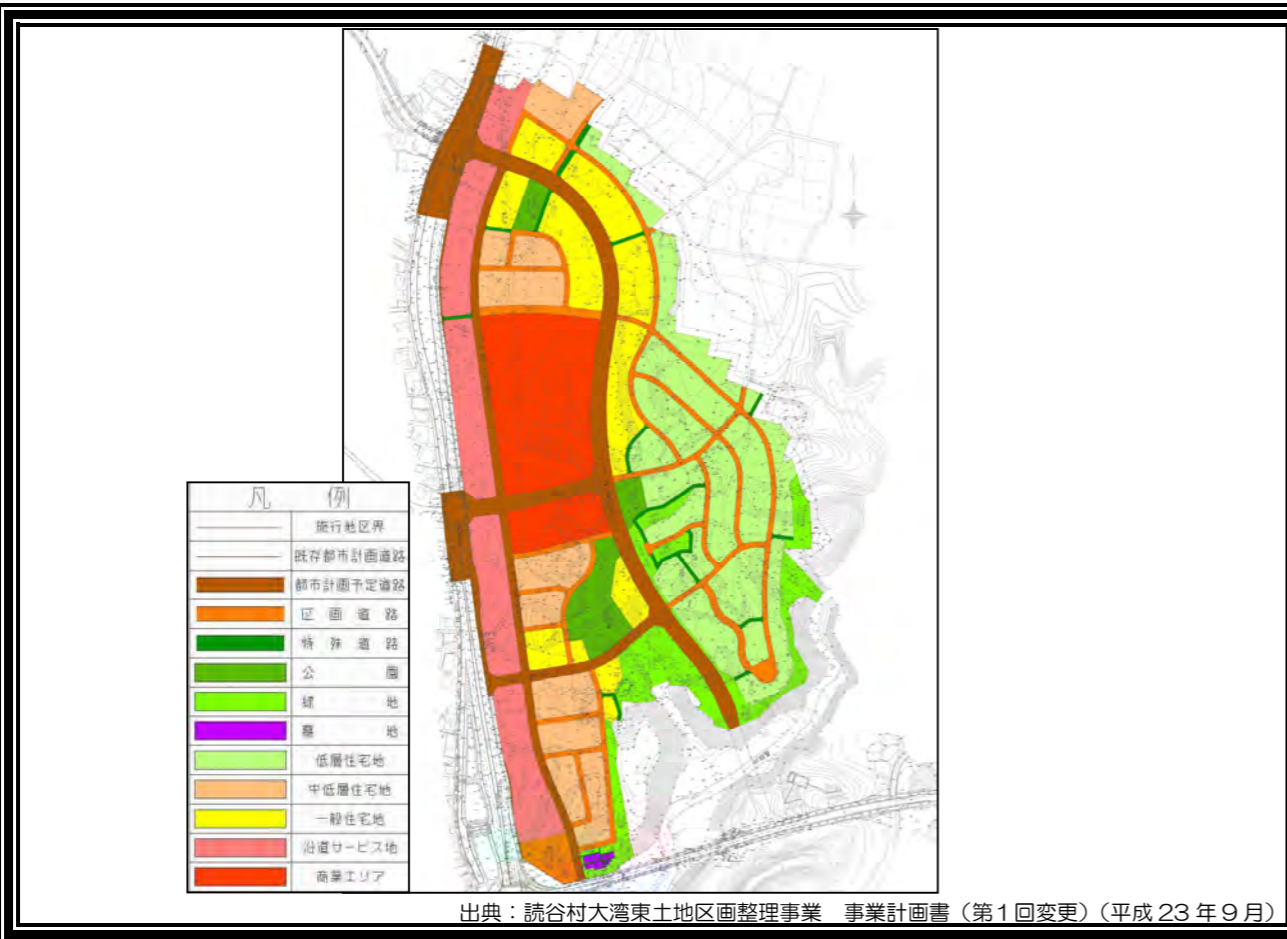 凡 例
施行地区界
既存都市計画道路
都市計画予定道路
区画道路
特殊道路
公園
緑地
墓地
低層住宅地
中低層住宅地
一般住宅地
沿道サービス地
商業エリア
出典：読谷村大湾東土地区画整理事業 事業計画書（第1回変更）（平成 23 年 9 月）